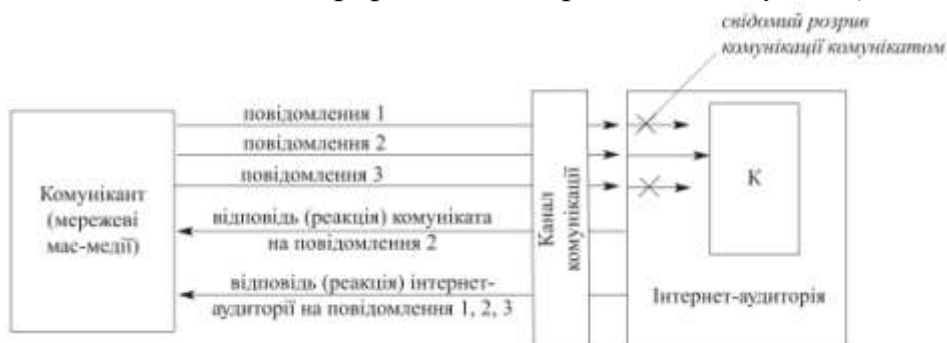 свідомий розрив
комунікації комунікатом
повідомлення 1
повідомлення 2
повідомлення 3
Комунікант
(мережеві
мас-медії)
відповідь (реакція) комуніката
на повідомлення 2
відповідь (реакція) інтернет-
аудиторії на повідомлення 1, 2, 3
Канал
комунікації
К
Інтернет-аудиторія